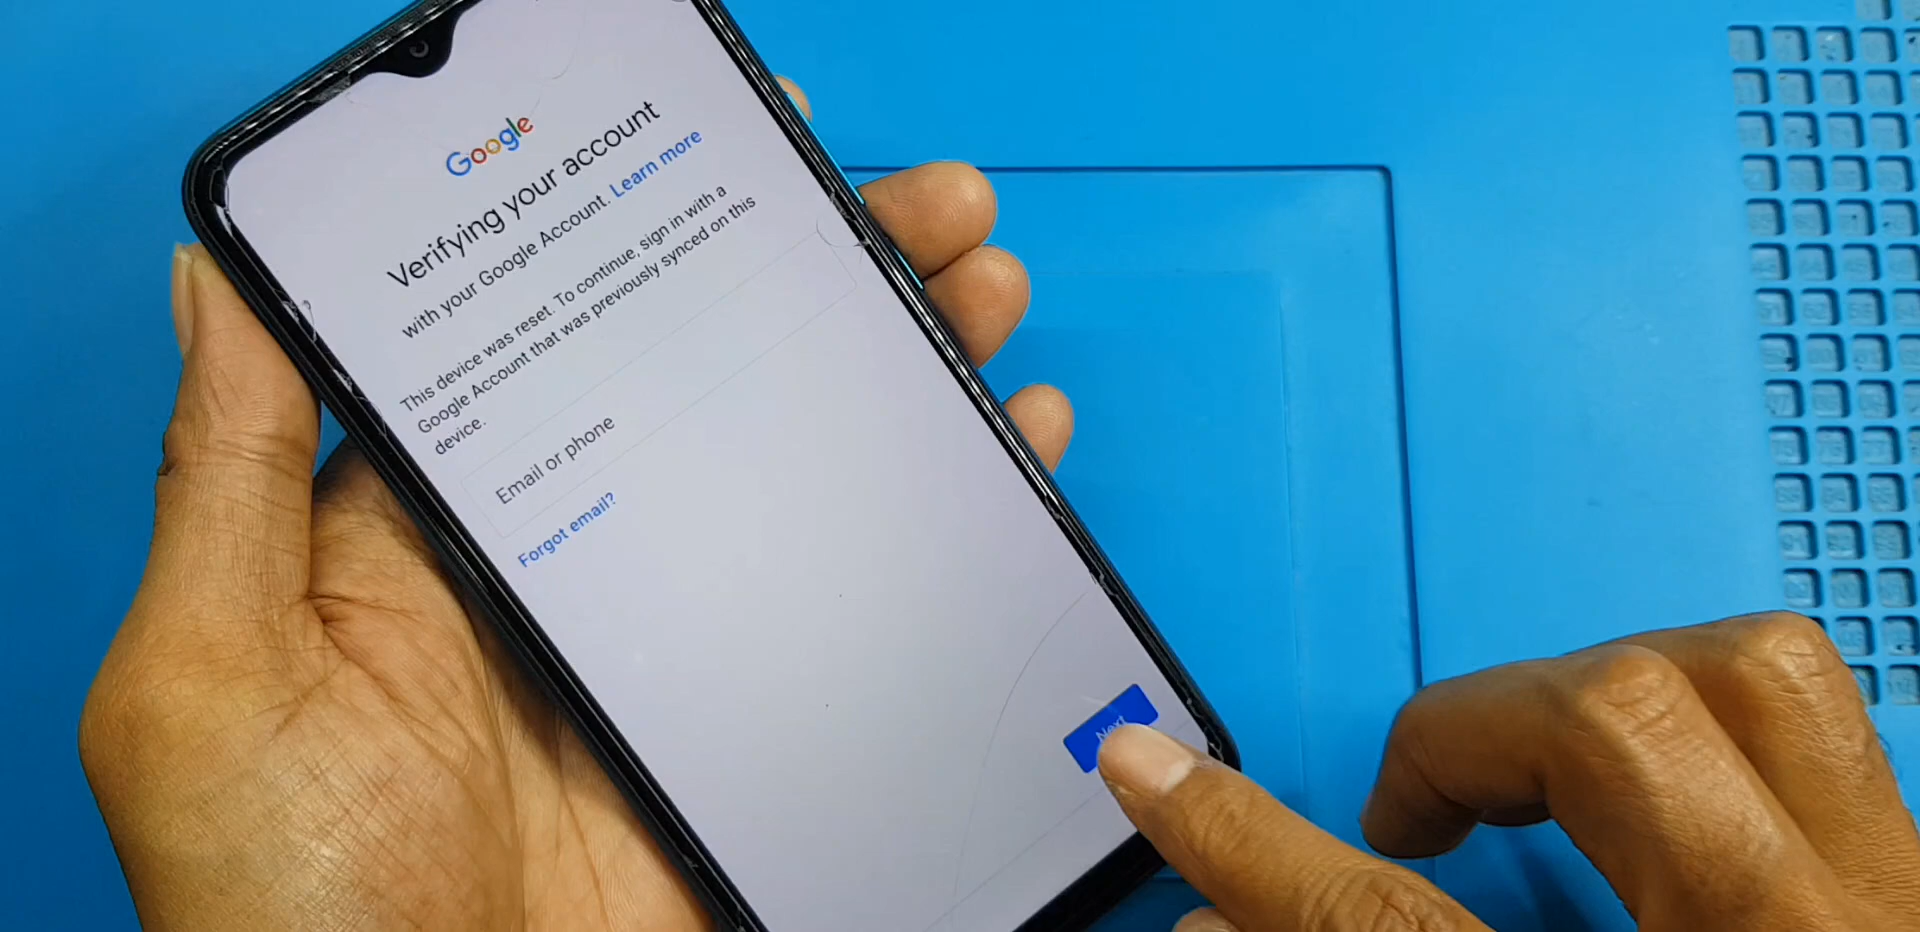 Google
Verifying your account
with your Google Account. Learn more
This device was reset. To continue, sign in with a
Google Account that was previously synced on this
device.
Email or phone
Forgot email?
Next